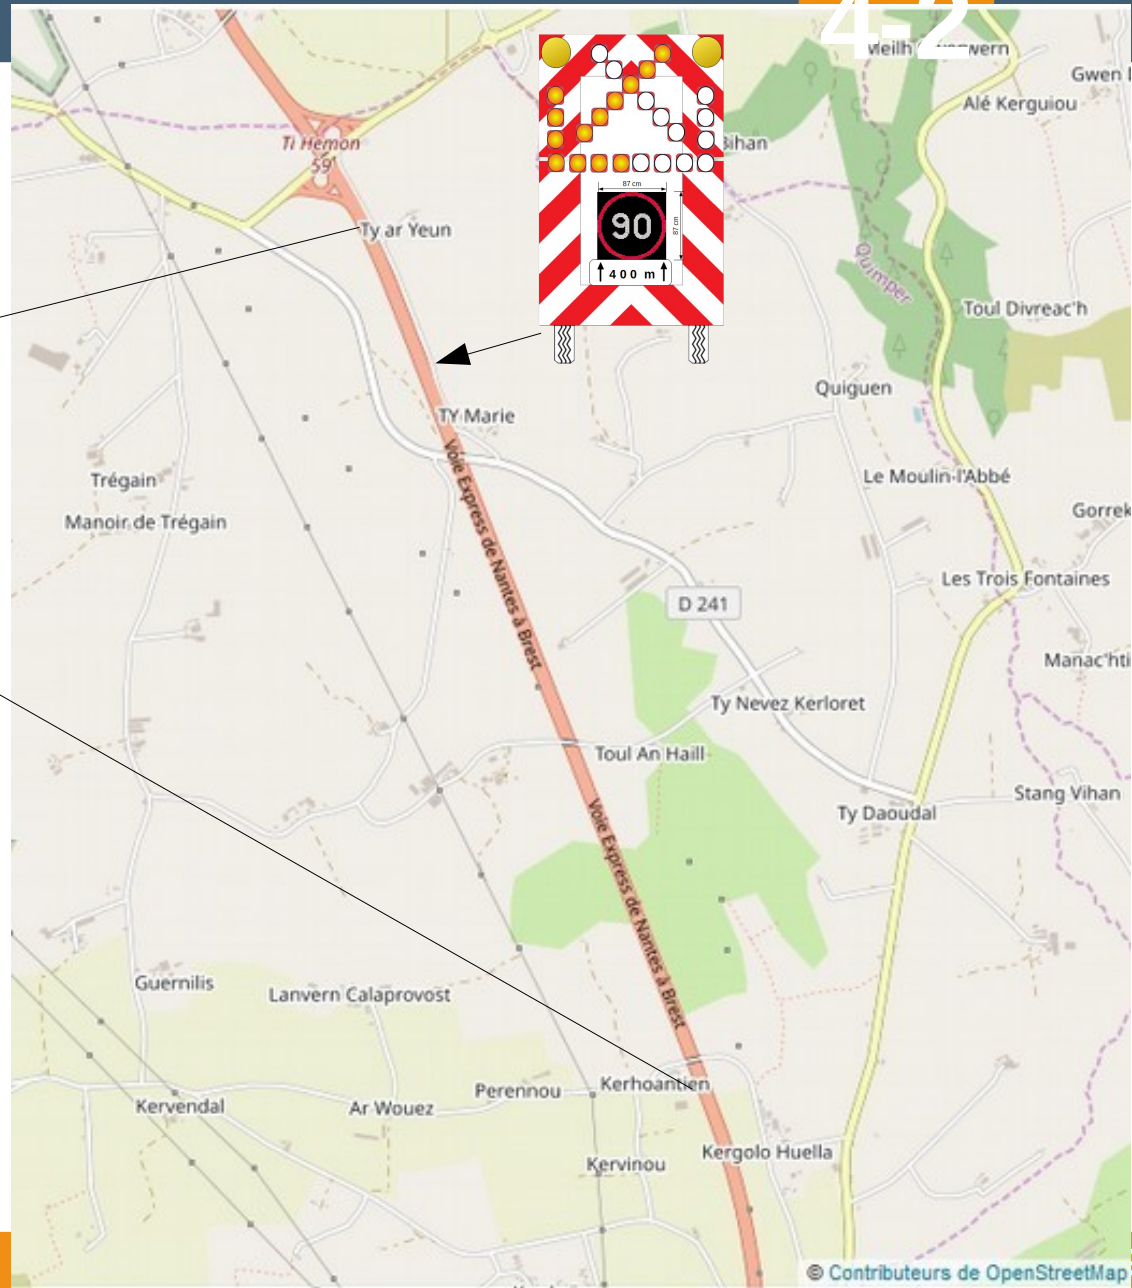 4-2
Gwen
Alé Kerguiou
Bihan
Ti Hemon
59
87 cm
87 cm
90
400 m
Ty ar Yeun
Quimper
Toul Divreac'h
Quiguen
TY Marie
Voie Express de Nantes à Brest
Trégain
Manoir de Trégain
Le Moulin-l'Abbé
Gorrek
Les Trois Fontaines
D 241
Manac'hti
Ty Nevez Kerloret
Toul An Haill
Stang Vihan
Ty Daoudal
Voie Express de Nantes à Brest
Guernilis
Lanvern Calaprovost
Perennou
Kerhoantien
Kervendal
Ar Wouez
Kergolo Huella
Kervinou
© Contributeurs de OpenStreetMap